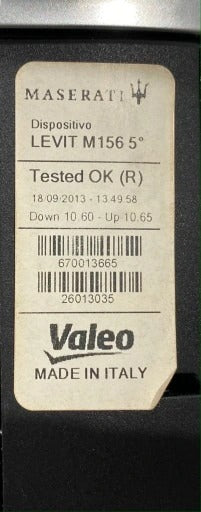 MASERATI
Dispositivo
LEVIT M156 5°
Tested OK (R)
18/09/2013 - 13:49:58
Down 10.60 - Up 10.65
670013665
26013035
Valeo
MADE IN ITALY